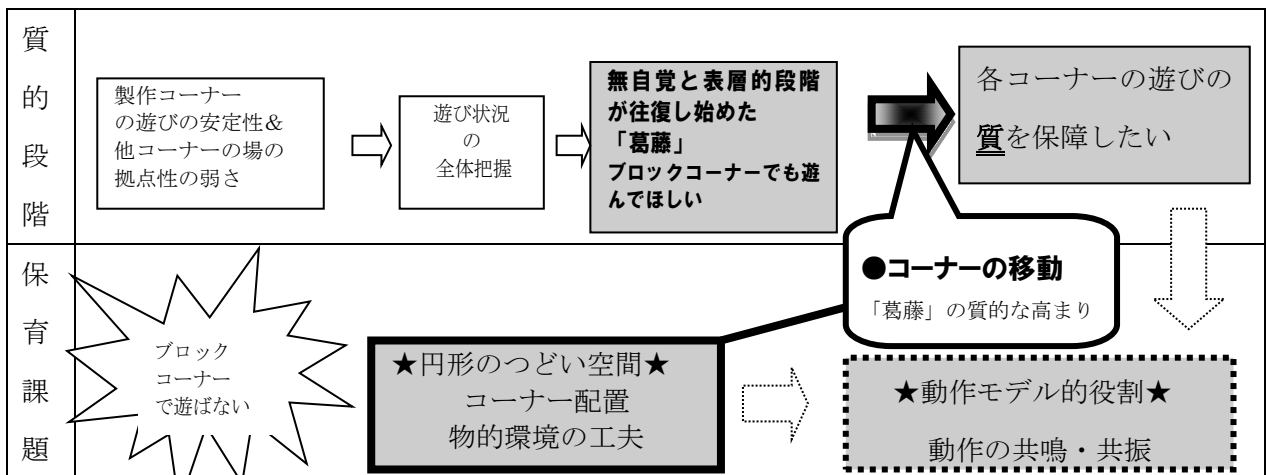 質的段階
製作コーナー
の遊びの安定性&
他コーナーの場の
拠点性の弱さ
遊び状況
の
全体把握
無自覚と表層的段階
が往復し始めた
「葛藤」
ブロックコーナーでも遊
んでほしい
各コーナーの遊びの
質を保障したい
●コーナーの移動
「葛藤」の質的な高まり
保育課題
ブロック
コーナー
で遊ばない
★円形のつどい空間★
コーナー配置
物的環境の工夫
★動作モデル的役割★
動作の共鳴・共振